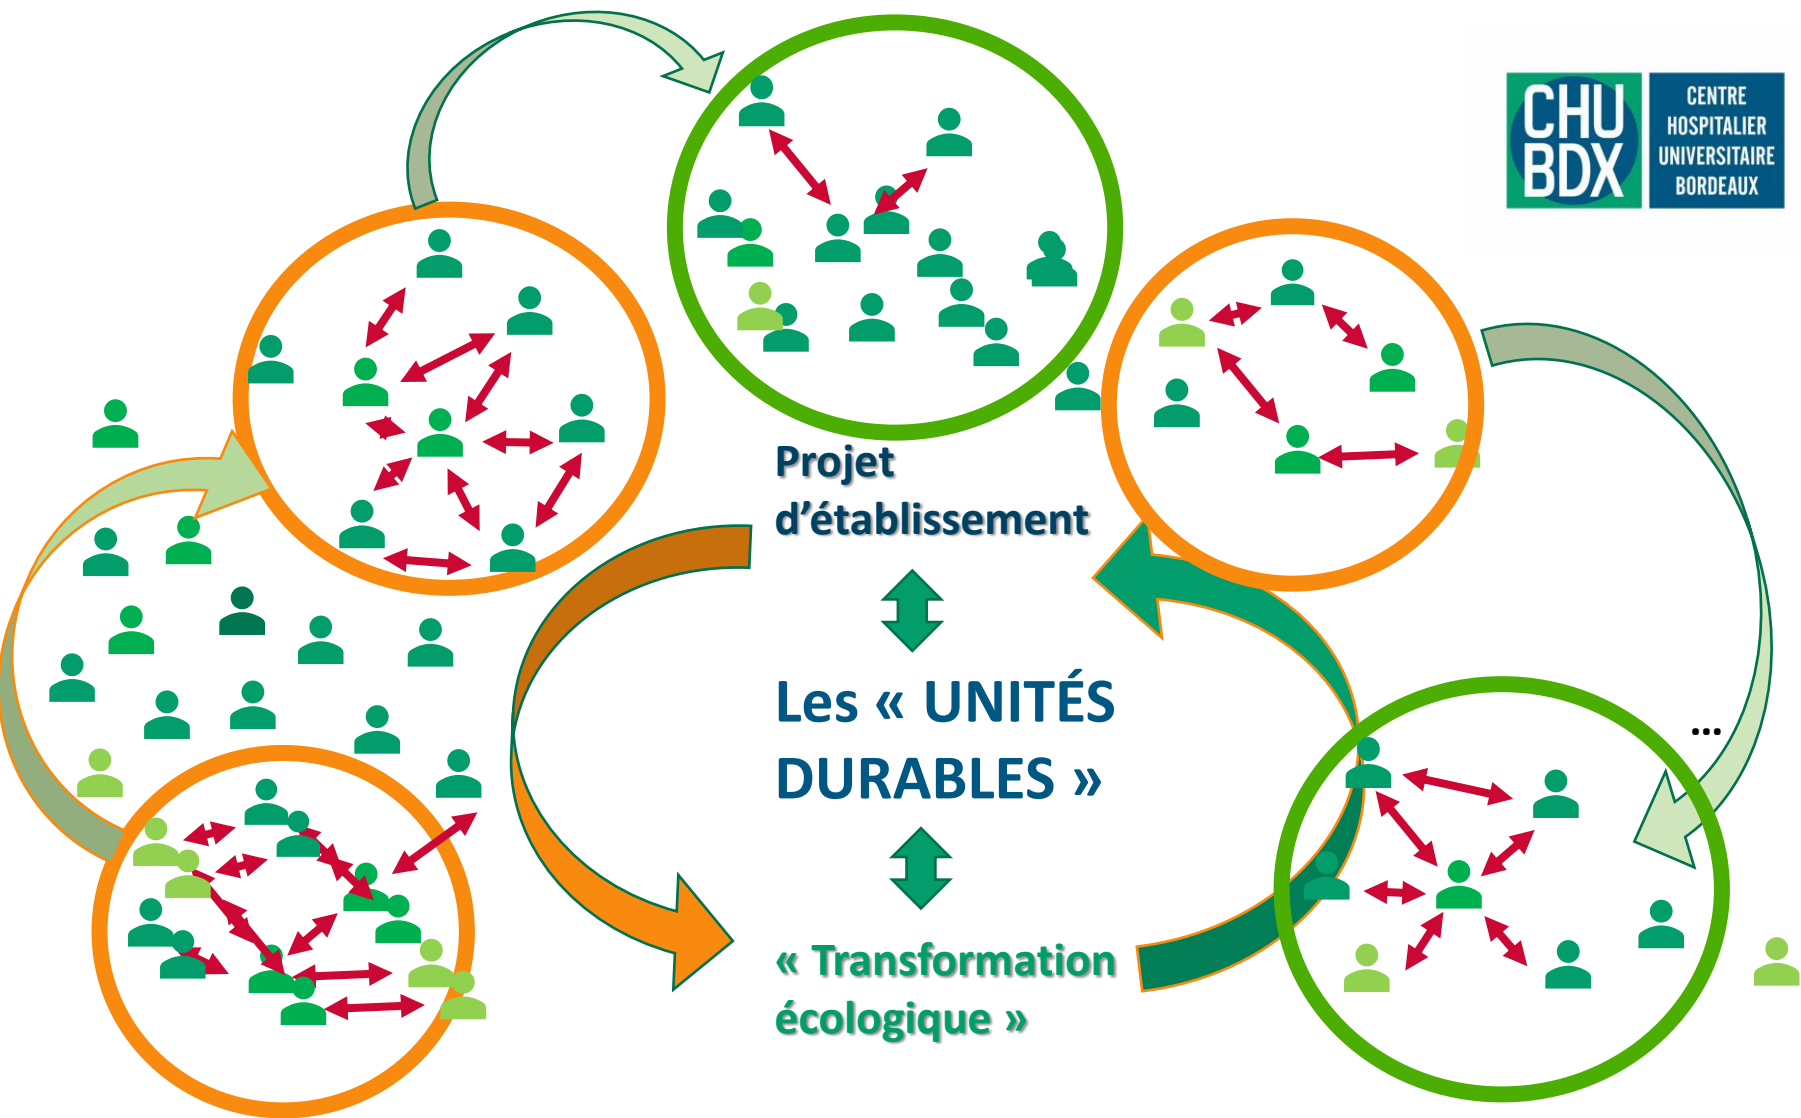 CHU
BDX
CENTRE
HOSPITALIER
UNIVERSITAIRE
BORDEAUX
Projet
d'établissement
Les « UNITÉS
DURABLES »
...
« Transformation
écologique »